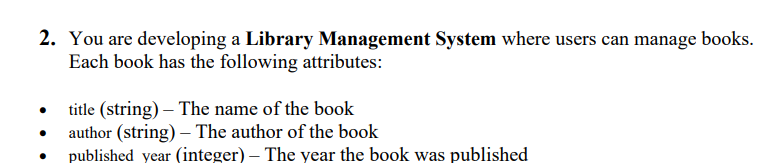 2. You are developing a Library Management System where users can manage books.
Each book has the following attributes:
• title (string) – The name of the book
• author (string) – The author of the book
• published year (integer) – The year the book was published